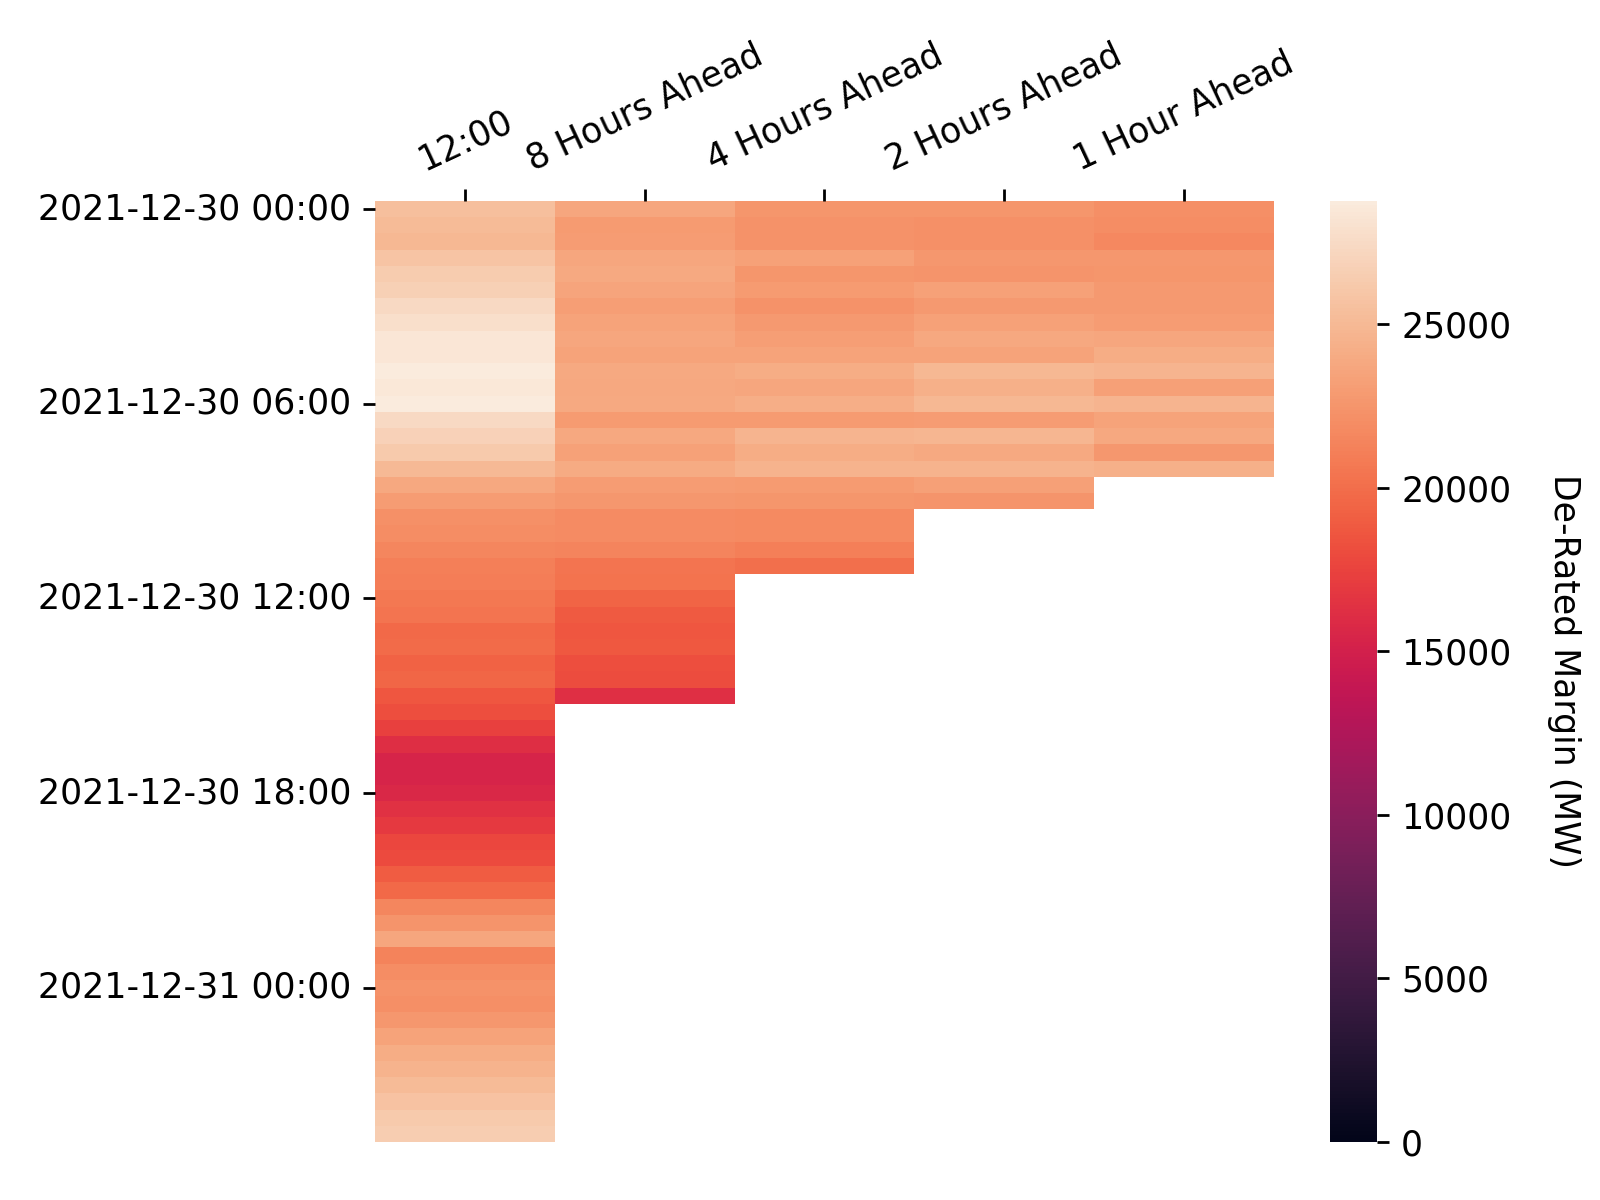 12:00
8 Hours Ahead
4 Hours Ahead
2 Hours Ahead
1 Hour Ahead
2021-12-30 00:00
2021-12-30 06:00
2021-12-30 12:00
2021-12-30 18:00
2021-12-31 00:00
25000
20000
15000
10000
5000
0
De-Rated Margin (MW)